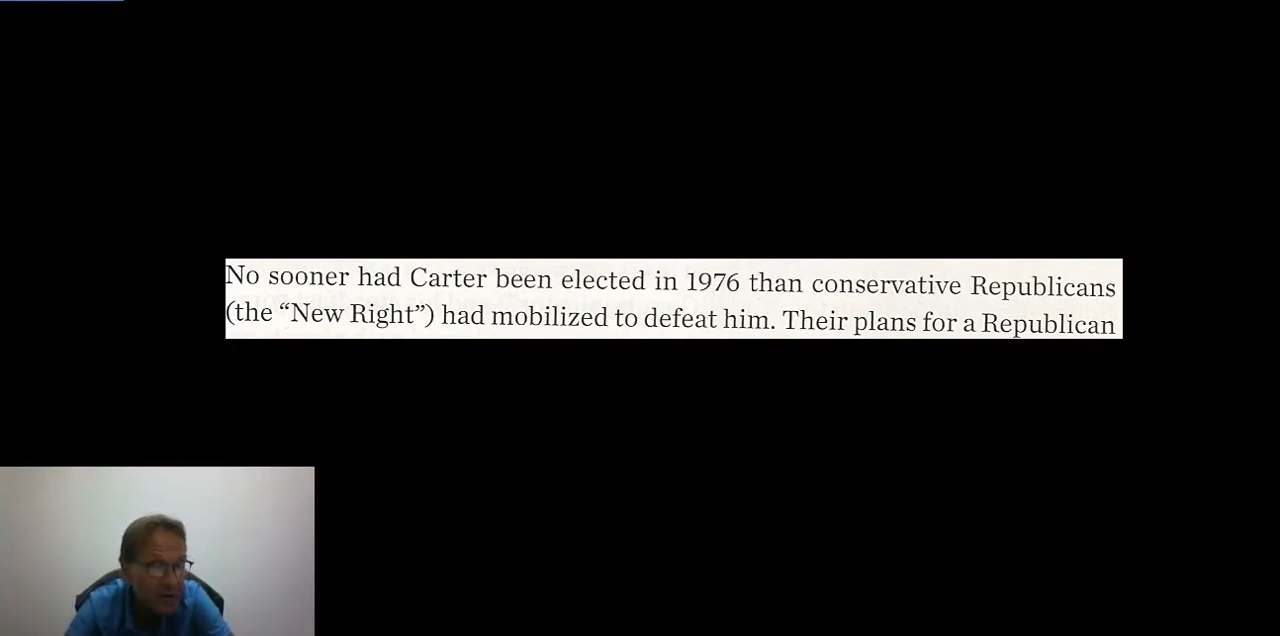 No sooner had Carter been elected in 1976 than conservative Republicans
(the “New Right”) had mobilized to defeat him. Their plans for a Republican